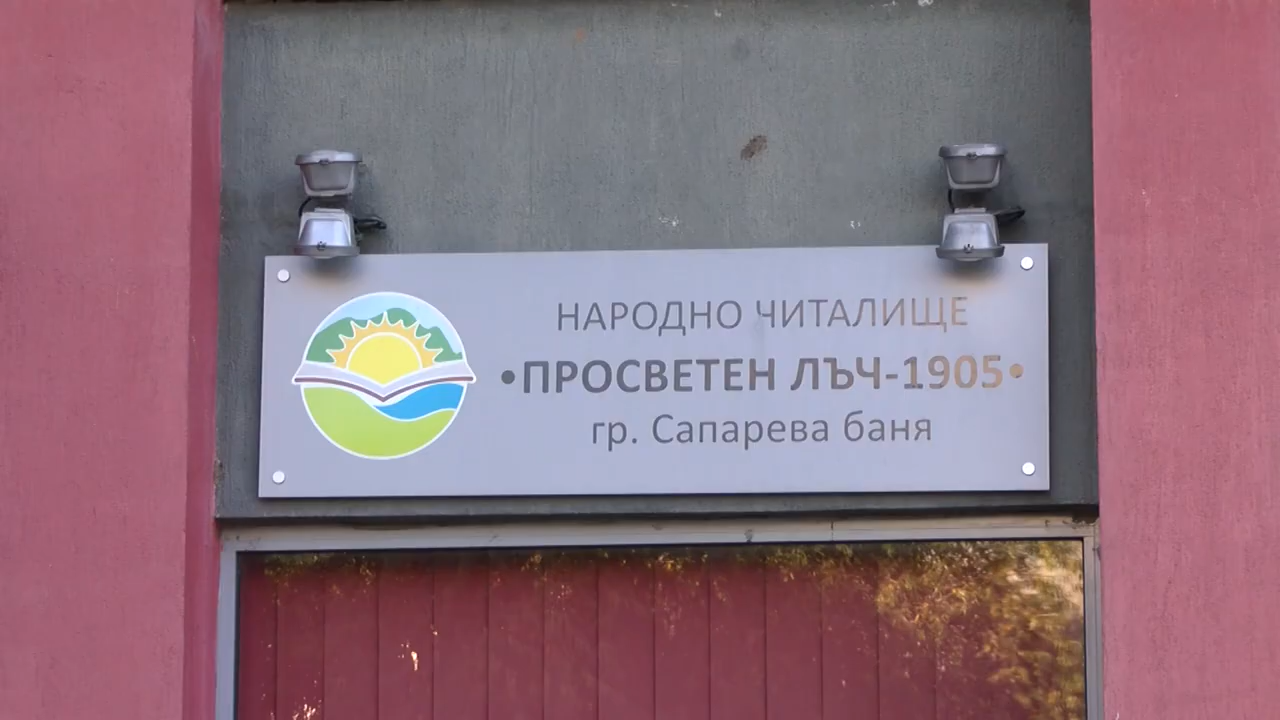 НАРОДНО ЧИТАЛИЩЕ
•ПРОСВЕТЕН ЛЪЧ-1905•
гр. Сапарева баня